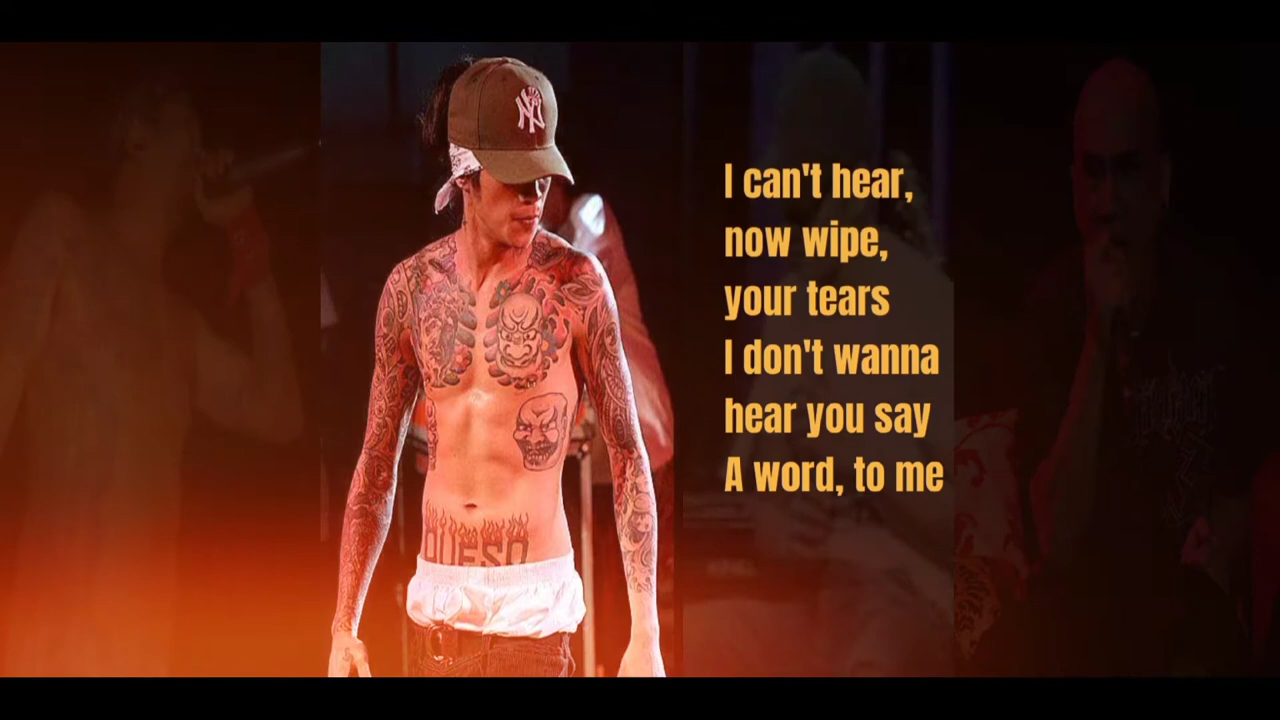 NY
I can't hear,
now wipe,
your tears
I don't wanna
hear you say
A word, to me
QUESO